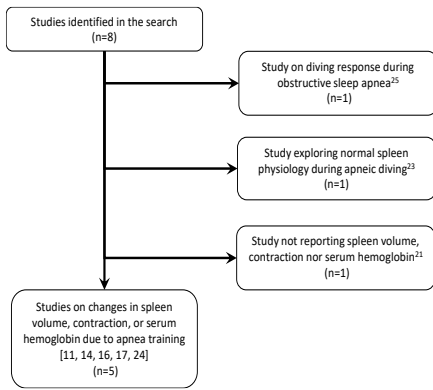 Studies identified in the search
(n=8)
Study on diving response during
obstructive sleep apnea25
(n=1)
Study exploring normal spleen
physiology during apneic diving23
(n=1)
Study not reporting spleen volume,
contraction nor serum hemoglobin21
(n=1)
Studies on changes in spleen
volume, contraction, or serum
hemoglobin due to apnea training
[11, 14, 16, 17, 24]
(n=5)